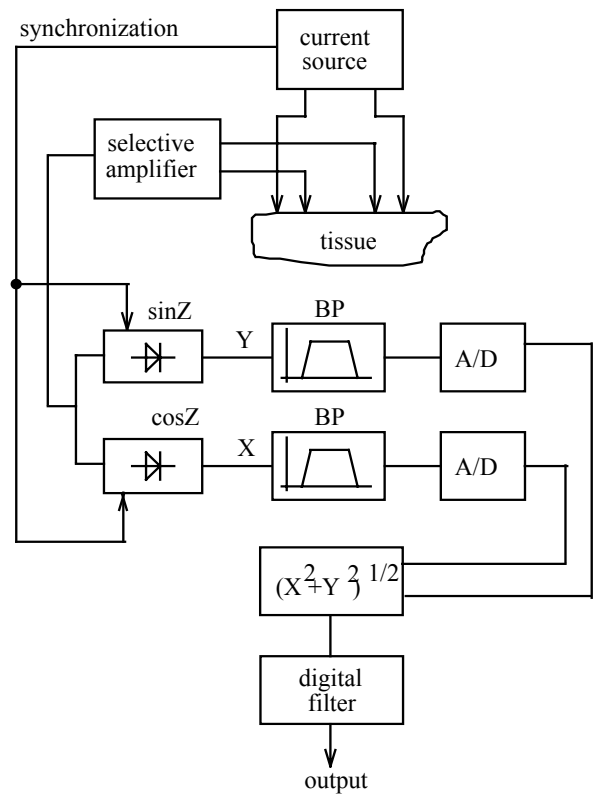 synchronization
current
source
selective
amplifier
tissue
sinZ
Y
BP
A/D
cosZ
X
BP
A/D
(X²+Y²)^1/2
digital
filter
output